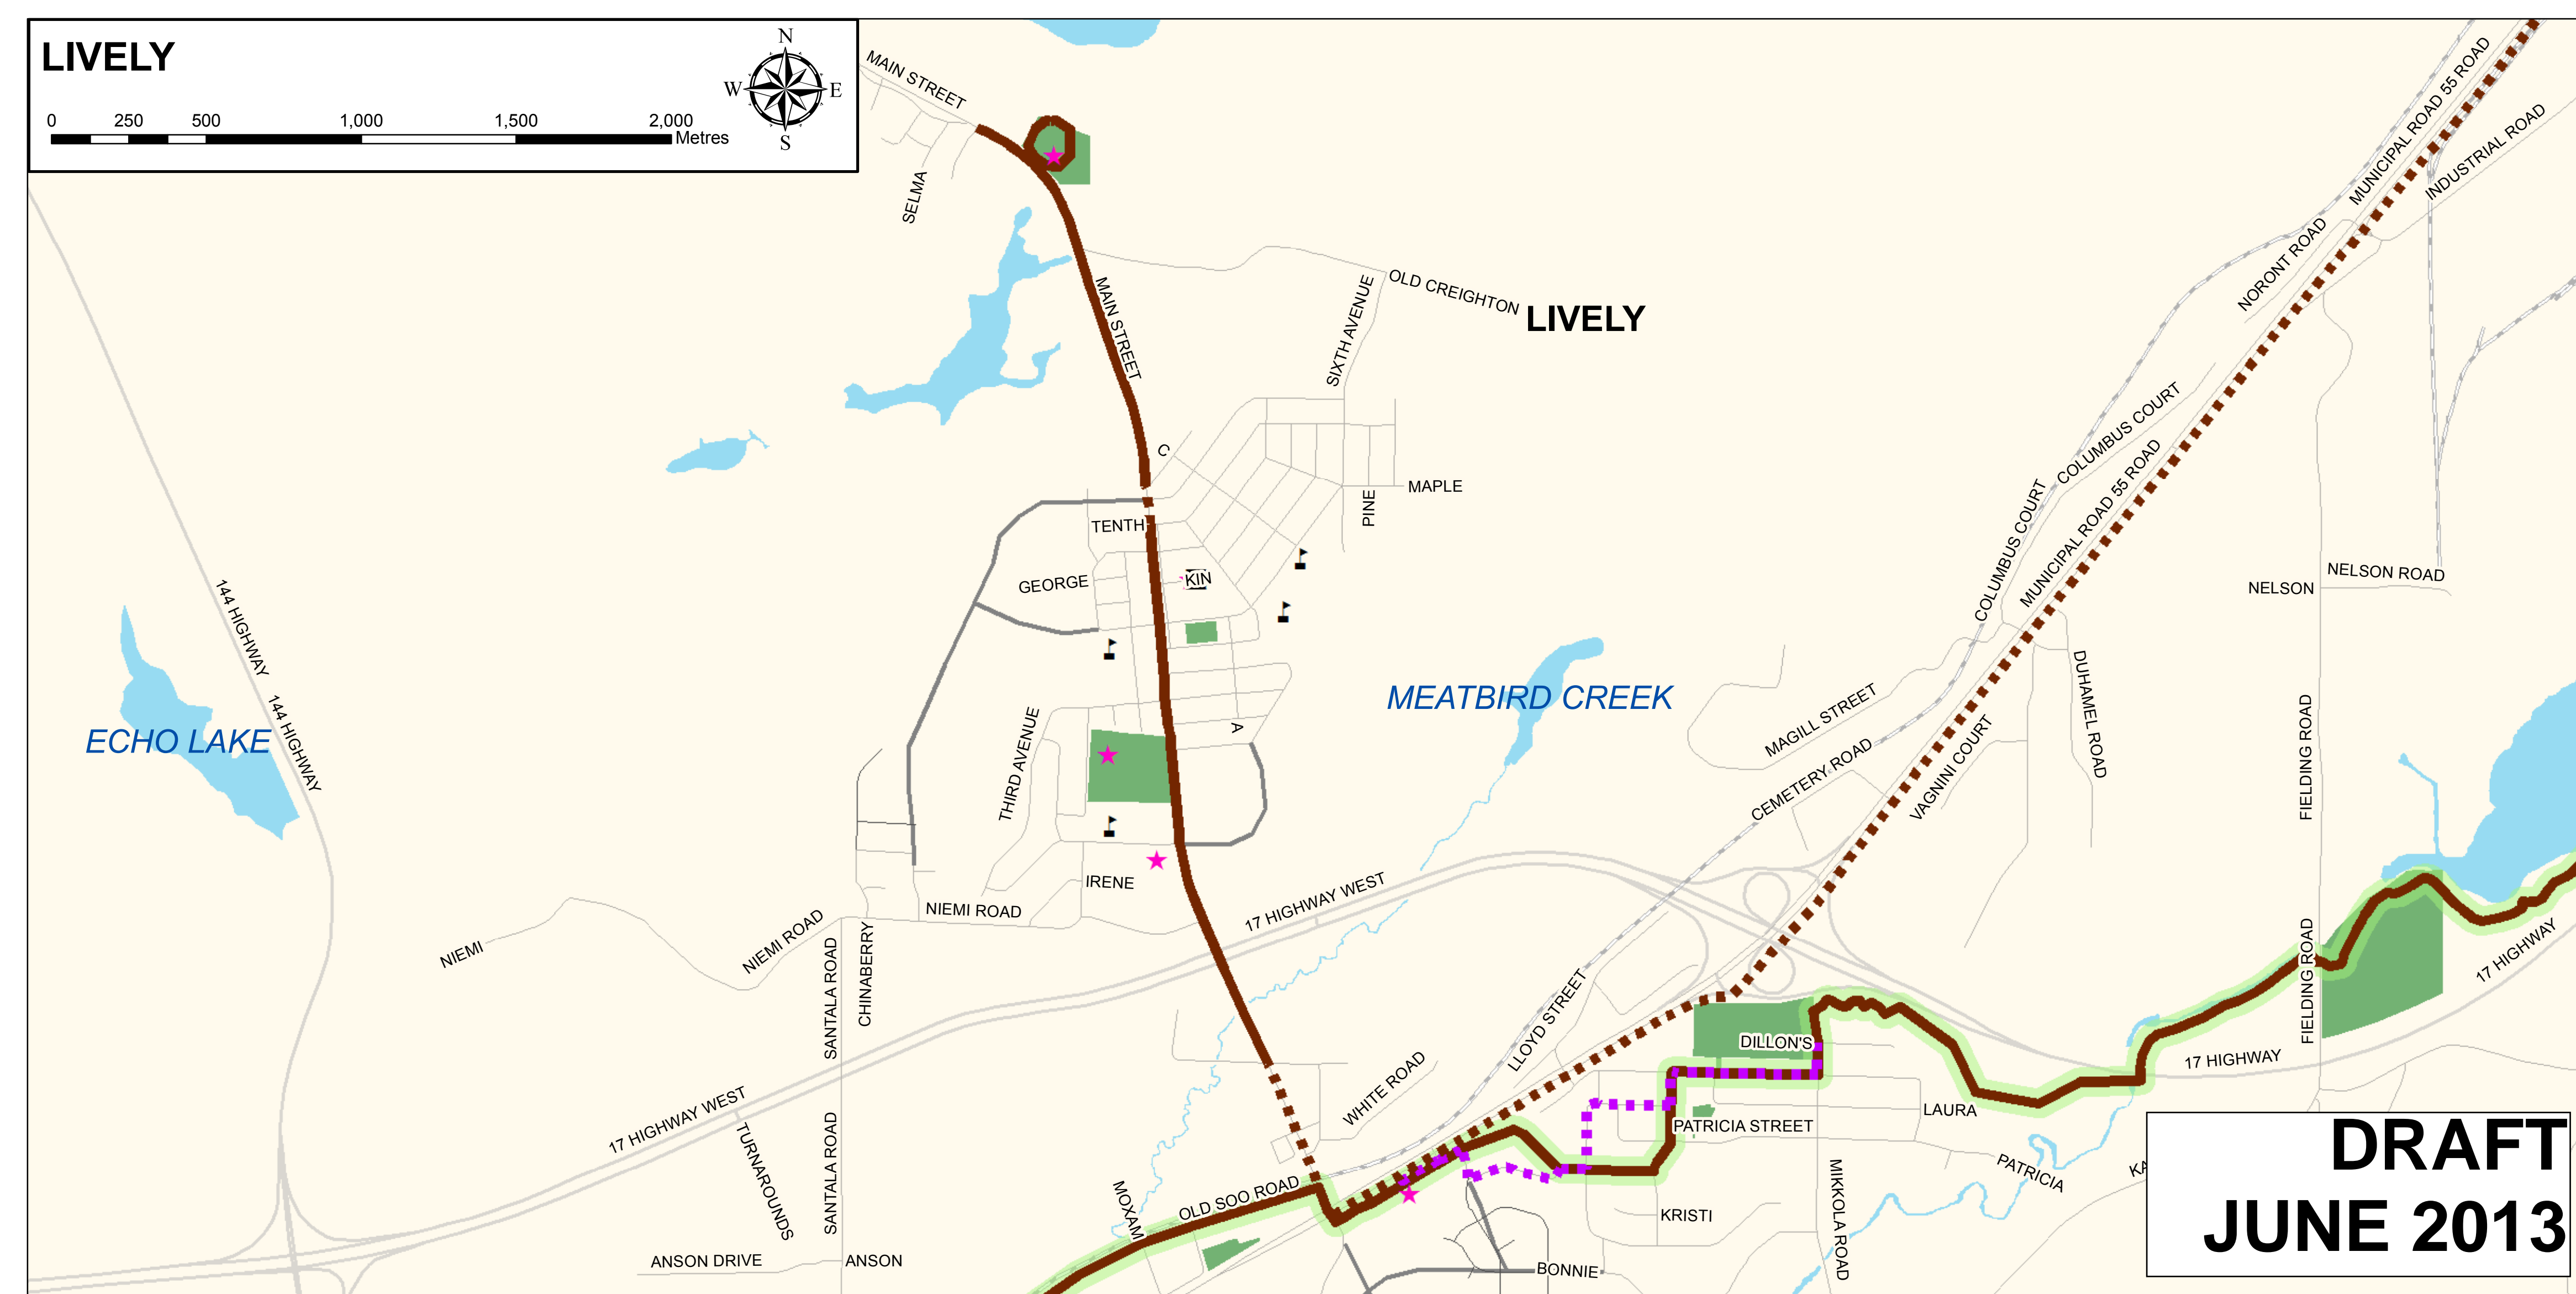 LIVELY
N
W
E
S
0 250 500 1,000 1,500 2,000
Metres
MAIN STREET
SELMA
MAIN STREET
OLD CREIGHTON
LIVELY
SIXTH AVENUE
C
MAPLE
PINE
TENTH
GEORGE
KIN
MUNICIPAL ROAD 55 ROAD
INDUSTRIAL ROAD
NORONT ROAD
COLUMBUS COURT
COLUMBUS COURT
MUNICIPAL ROAD 55 ROAD
NELSON ROAD
NELSON
144 HIGHWAY
144 HIGHWAY
ECHO LAKE
MEATBIRD CREEK
THIRD AVENUE
A
MAGILL STREET
CEMETERY ROAD
DUHAMEL ROAD
VAGNINI COURT
FIELDING ROAD
IRENE
NIEMI ROAD
NIEMI ROAD
NIEMI
17 HIGHWAY WEST
SANTALA ROAD
CHINABERRY
FIELDING ROAD
17 HIGHWAY
LLOYD STREET
DILLON'S
17 HIGHWAY
WHITE ROAD
17 HIGHWAY WEST
LAURA
PATRICIA STREET
PATRICIA
KA
TURNAROUNDS
SANTALA ROAD
MOXAM
OLD SOO ROAD
KRISTI
MIKKOLA ROAD
ANSON DRIVE
ANSON
BONNIE
DRAFT
JUNE 2013